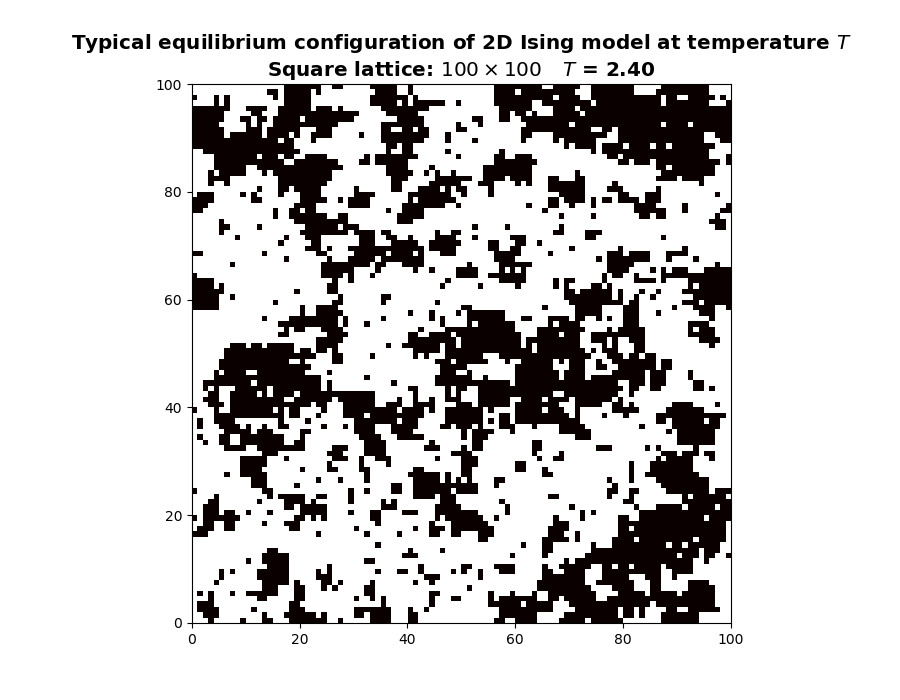 Typical equilibrium configuration of 2D Ising model at temperature T
Square lattice: 100 × 100 T = 2.40
100
80
60
40
20
0
0 20 40 60 80 100